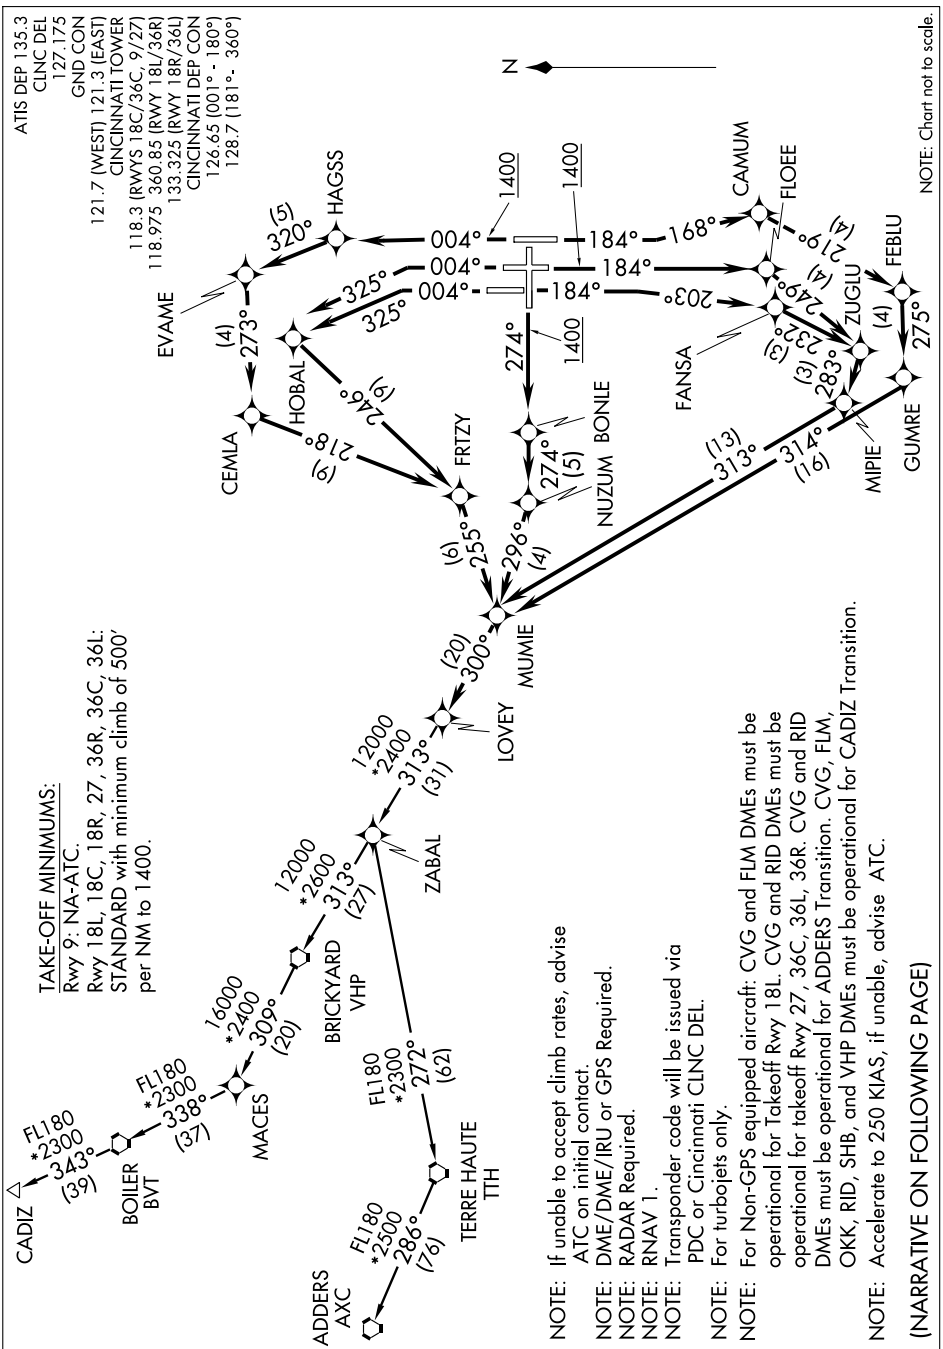 ATIS DEP 135.3
CLNC DEL
127.175
GND CON
121.7 (WEST) 121.3 (EAST)
CINCINNATI TOWER
118.3 (RWYS 18C/36C, 9/27)
118.975 360.85 (RWY 18L/36R)
133.325 (RWY 18R/36L)
CINCINNATI DEP CON
126.65 (001° - 180°)
128.7 (181°- 360°)
TAKE-OFF MINIMUMS:
Rwy 9: NA-ATC.
Rwy 18L, 18C, 18R, 27, 36R, 36C, 36L:
STANDARD with minimum climb of 500'
per NM to 1400.
N
CADIZ
FL180
*2300
343°
(39)
BOILER
BVT
FL180
*2300
338°
(37)
MACES
16000
*2400
309°
(20)
BRICKYARD
VHP
12000
*2600
313°
(27)
ZABAL
12000
*2400
313°
(31)
LOVEY
(20)
300°
MUMIE
ADDERS
AXC
FL180
*2500
286°
(76)
TERRE HAUTE
TTH
FL180
*2300
272°
(62)
EVAME
(5)
320°
HAGSS
(4)
273°
CEMLA
218°
(9)
HOBAL
246°
(9)
FRTZY
(6)
255°
325°
325°
004°
004°
004°
1400
1400
1400
274°
BONLE
274°
(5)
NUZUM
296°
(4)
184°
184°
184°
168°
203°
CAMUM
FLOEE
FANSA
219°
(4)
249°
(4)
232°
(3)
ZUGLU
FEBLU
283°
(3)
275°
(4)
MIPIE
GUMRE
(13)
313°
314°
(16)
NOTE: Chart not to scale.
NOTE: If unable to accept climb rates, advise
ATC on initial contact.
NOTE: DME/DME/IRU or GPS Required.
NOTE: RADAR Required.
NOTE: RNAV 1.
NOTE: Transponder code will be issued via
PDC or Cincinnati CLNC DEL.
NOTE: For turbojets only.
NOTE: For Non-GPS equipped aircraft: CVG and FLM DMEs must be
operational for Takeoff Rwy 18L. CVG and RID DMEs must be
operational for takeoff Rwy 27, 36C, 36L, 36R. CVG and RID
DMEs must be operational for ADDERS Transition. CVG, FLM,
OKK, RID, SHB, and VHP DMEs must be operational for CADIZ Transition.
NOTE: Accelerate to 250 KIAS, if unable, advise ATC.
(NARRATIVE ON FOLLOWING PAGE)